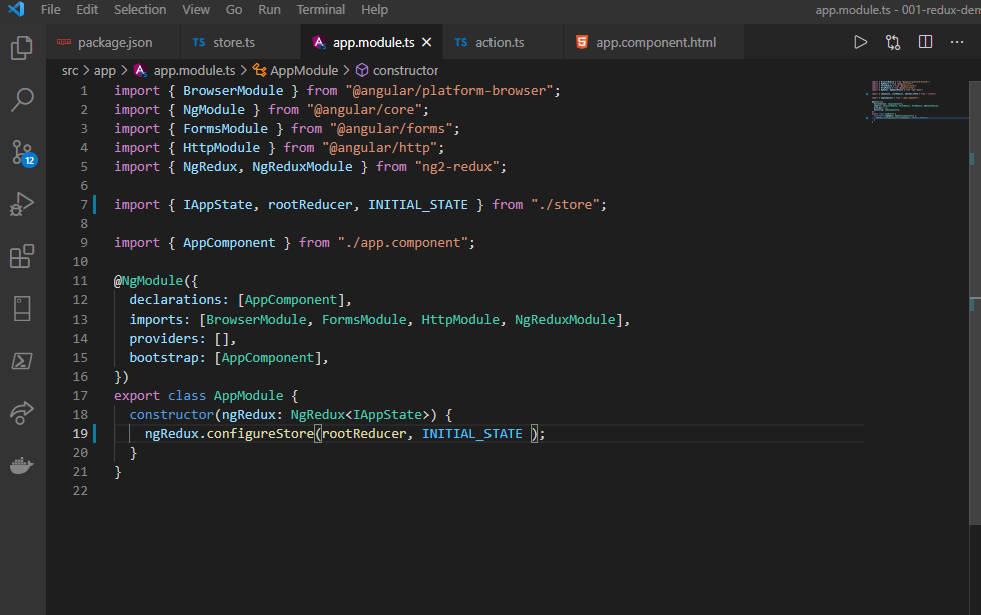 File Edit Selection View Go Run Terminal Help app.module.ts - 001-redux-dem
package.json TS store.ts app.module.ts TS action.ts app.component.html
src > app > app.module.ts > AppModule > constructor
1 import { BrowserModule } from "@angular/platform-browser";
2 import { NgModule } from "@angular/core";
3 import { FormsModule } from "@angular/forms";
4 import { HttpModule } from "@angular/http";
5 import { NgRedux, NgReduxModule } from "ng2-redux";
6
7 import { IAppState, rootReducer, INITIAL_STATE } from "./store";
8
9 import { AppComponent } from "./app.component";
10
11 @NgModule({
12 declarations: [AppComponent],
13 imports: [BrowserModule, FormsModule, HttpModule, NgReduxModule],
14 providers: [],
15 bootstrap: [AppComponent],
16 })
17 export class AppModule {
18 constructor(ngRedux: NgRedux<IAppState>) {
19 ngRedux.configureStore(rootReducer, INITIAL_STATE );
20 }
21 }
22
12